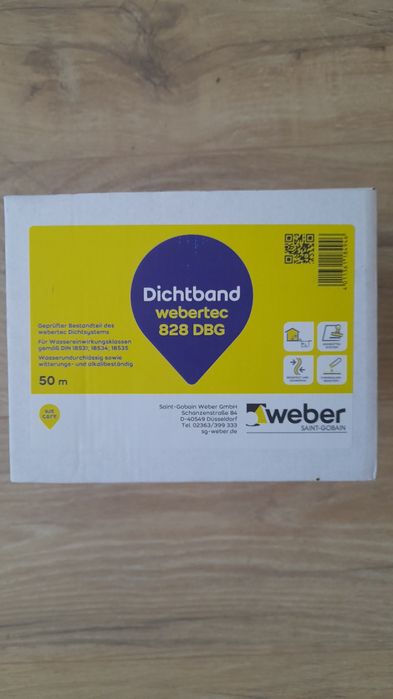 Dichtband
webertec
828 DBG
Geprüfter Bestandteil des
webertec Dichtsystems
Für Wassereinwirkungsklassen
gemäß DIN 18531; 18534; 18535
Wasserundurchlässig sowie
witterungs- und alkalibeständig
50 m
we
care
Saint-Gobain Weber GmbH
Schanzenstraße 84
D-40549 Düsseldorf
Tel. 02363/399 333
sg-weber.de
weber
SAINT-GOBAIN